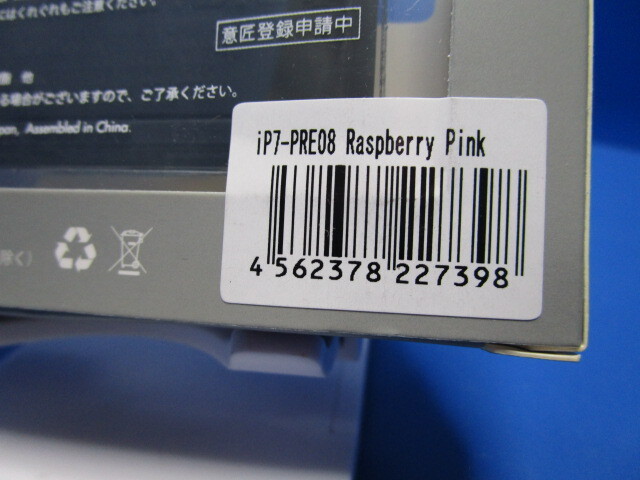 にはくれぐれもご注意ください。
意匠登録申請中
る場合がございますので、ご了承ください。
Assembled in China.
iP7-PRE08 Raspberry Pink
4 562378 227398
除く）